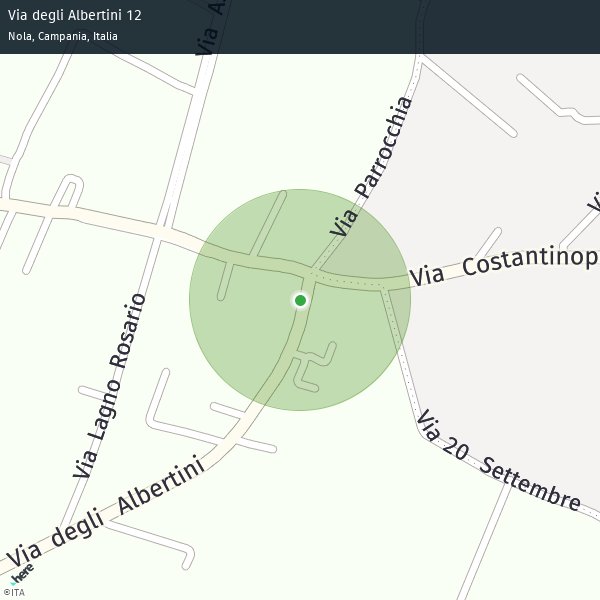 Via degli Albertini 12
Nola, Campania, Italia
Via A.
Via Parrocchia
Via Costantinop
Via Lagno Rosario
Via 20 Settembre
Via degli Albertini
here
©ITA